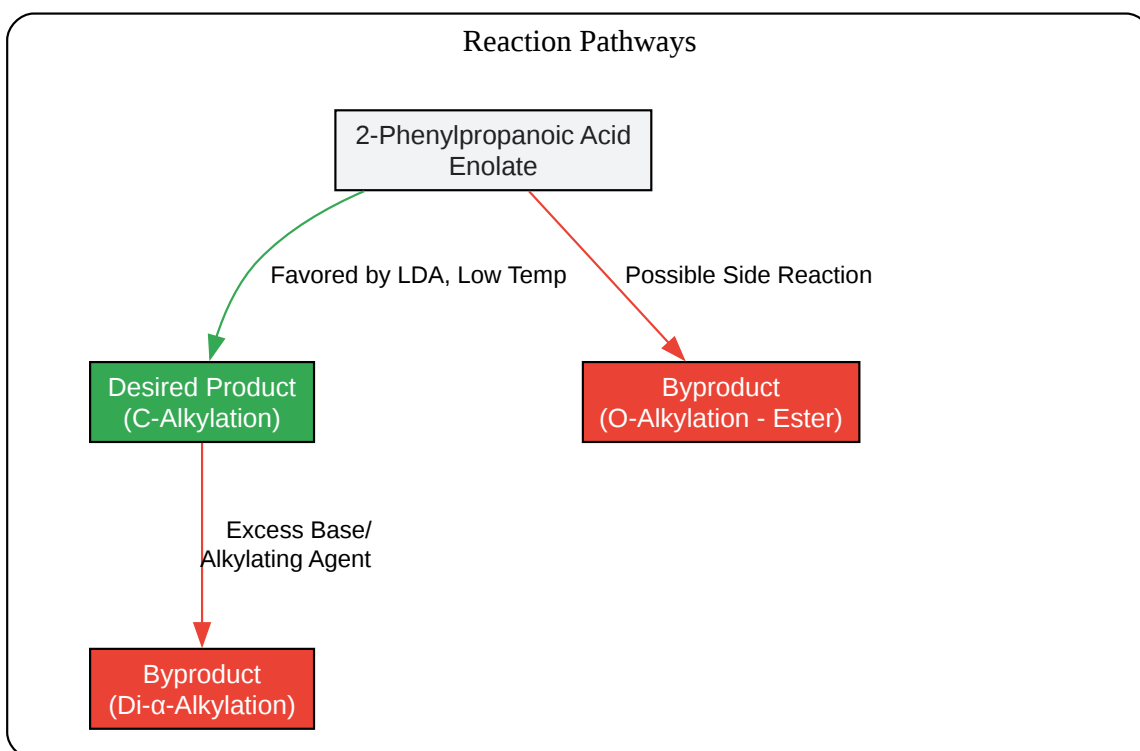 Reaction Pathways
2-Phenylpropanoic Acid
Enolate
Favored by LDA, Low Temp
Possible Side Reaction
Desired Product
(C-Alkylation)
Byproduct
(O-Alkylation - Ester)
Excess Base/
Alkylating Agent
Byproduct
(Di-α-Alkylation)